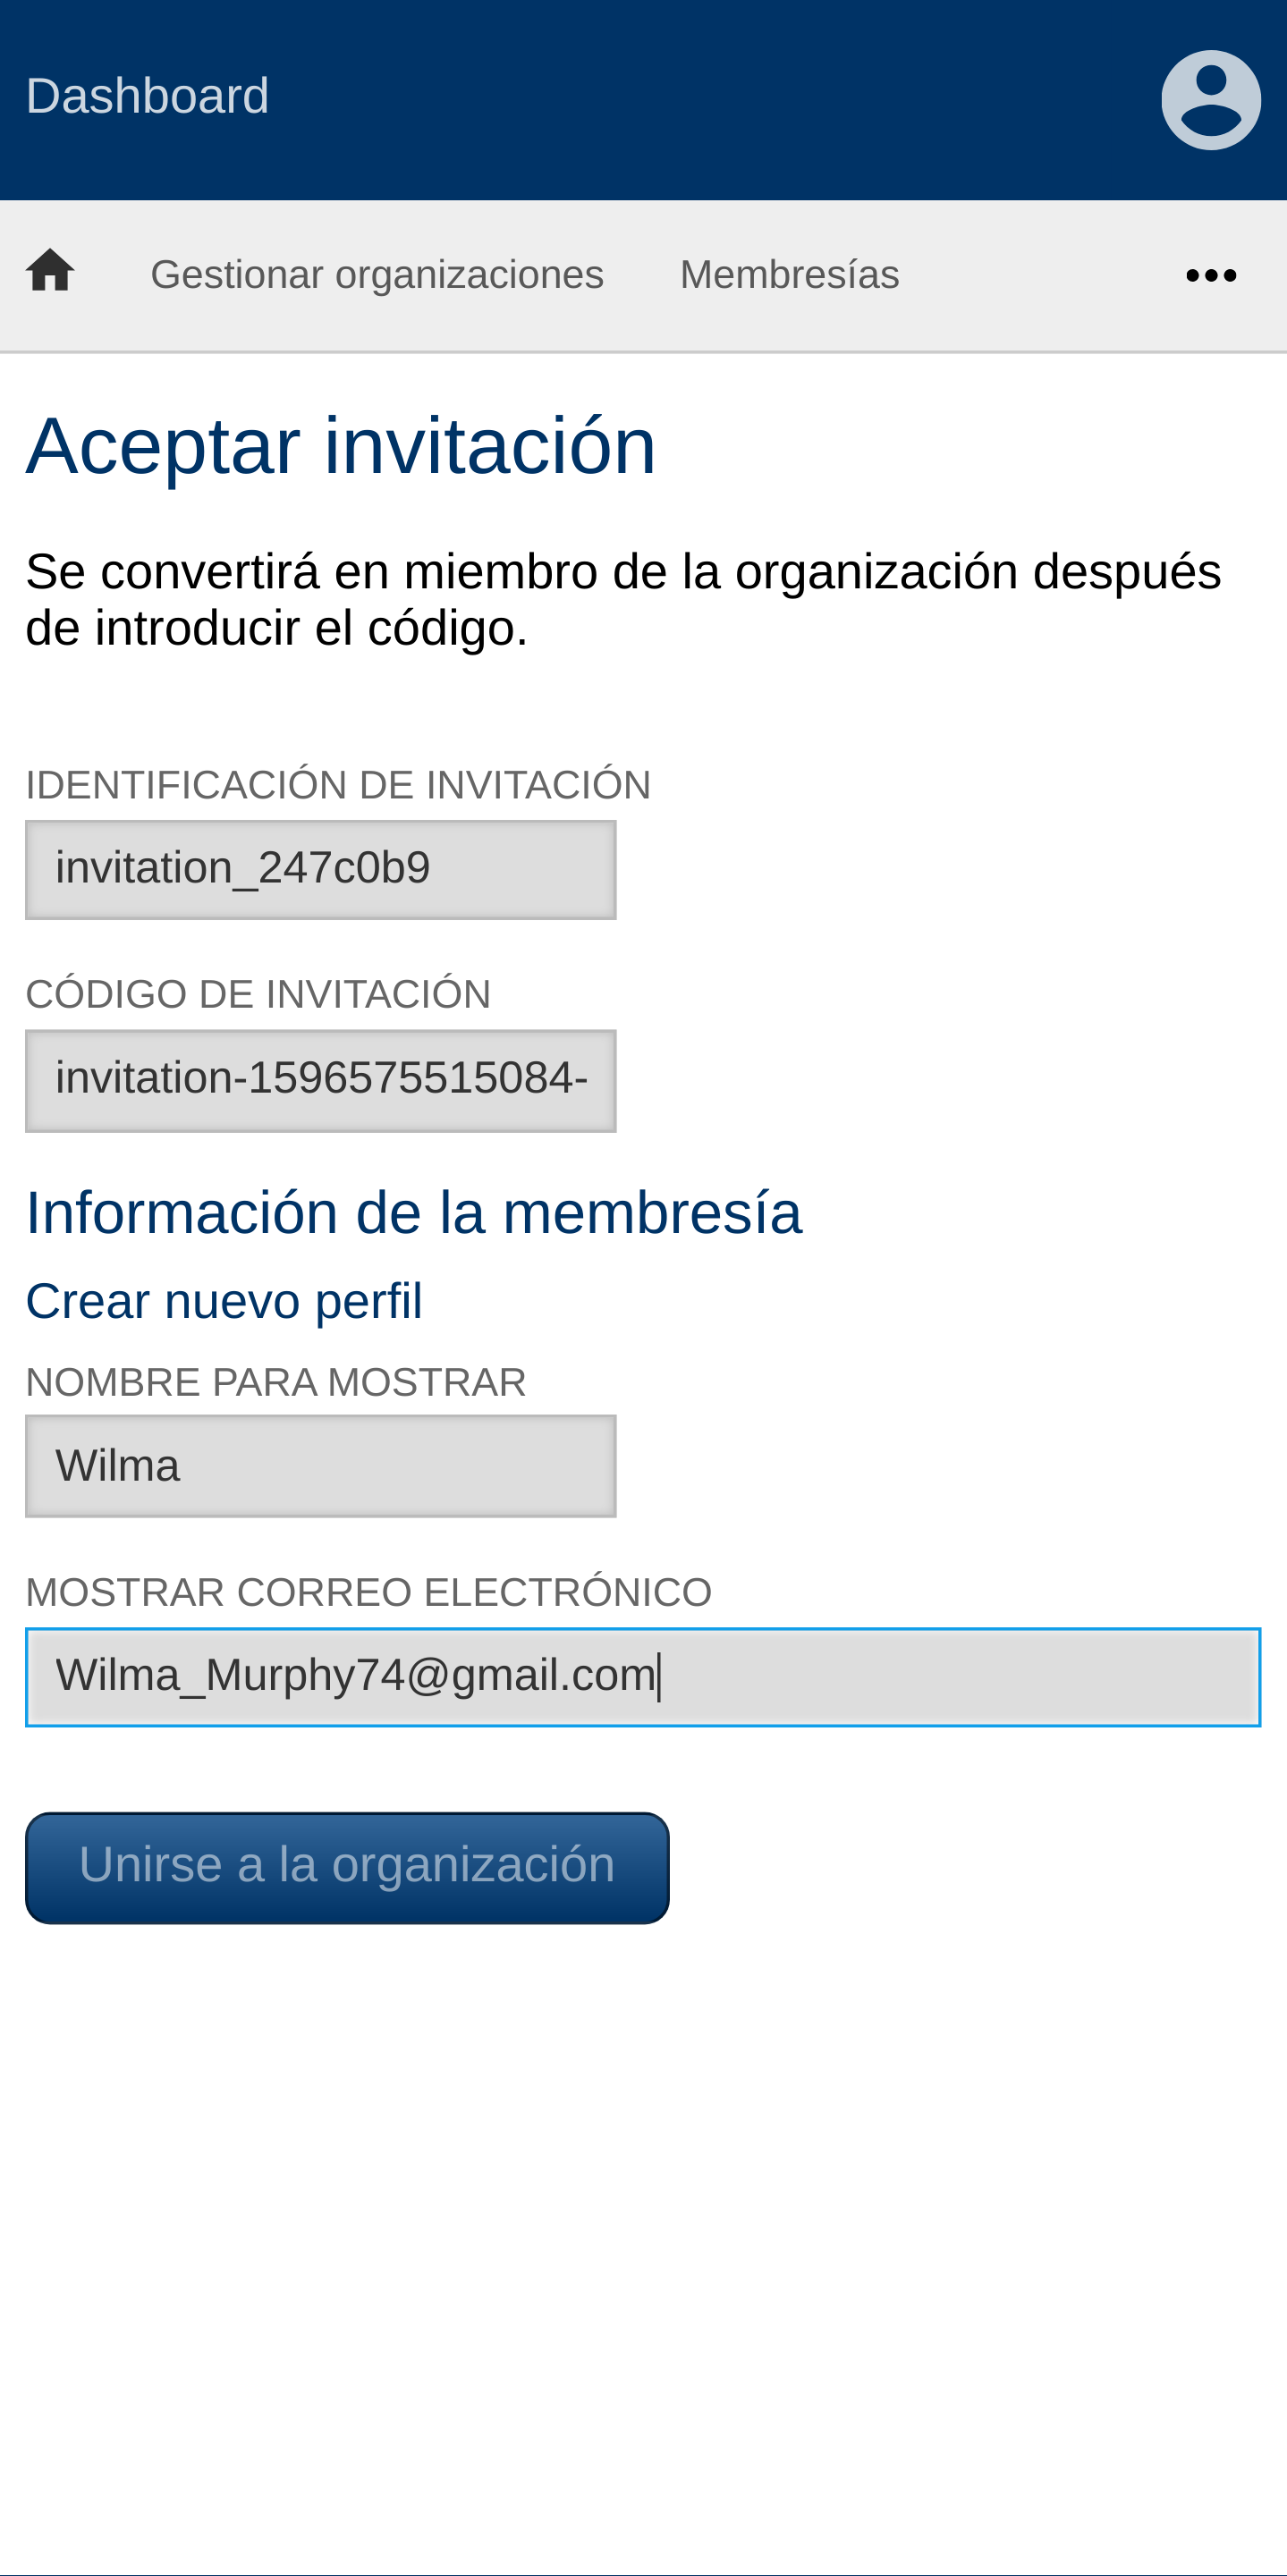 Dashboard
Gestionar organizaciones Membresías
Aceptar invitación
Se convertirá en miembro de la organización después
de introducir el código.
IDENTIFICACIÓN DE INVITACIÓN
invitation_247c0b9
CÓDIGO DE INVITACIÓN
invitation-1596575515084-
Información de la membresía
Crear nuevo perfil
NOMBRE PARA MOSTRAR
Wilma
MOSTRAR CORREO ELECTRÓNICO
Wilma_Murphy74@gmail.com
Unirse a la organización